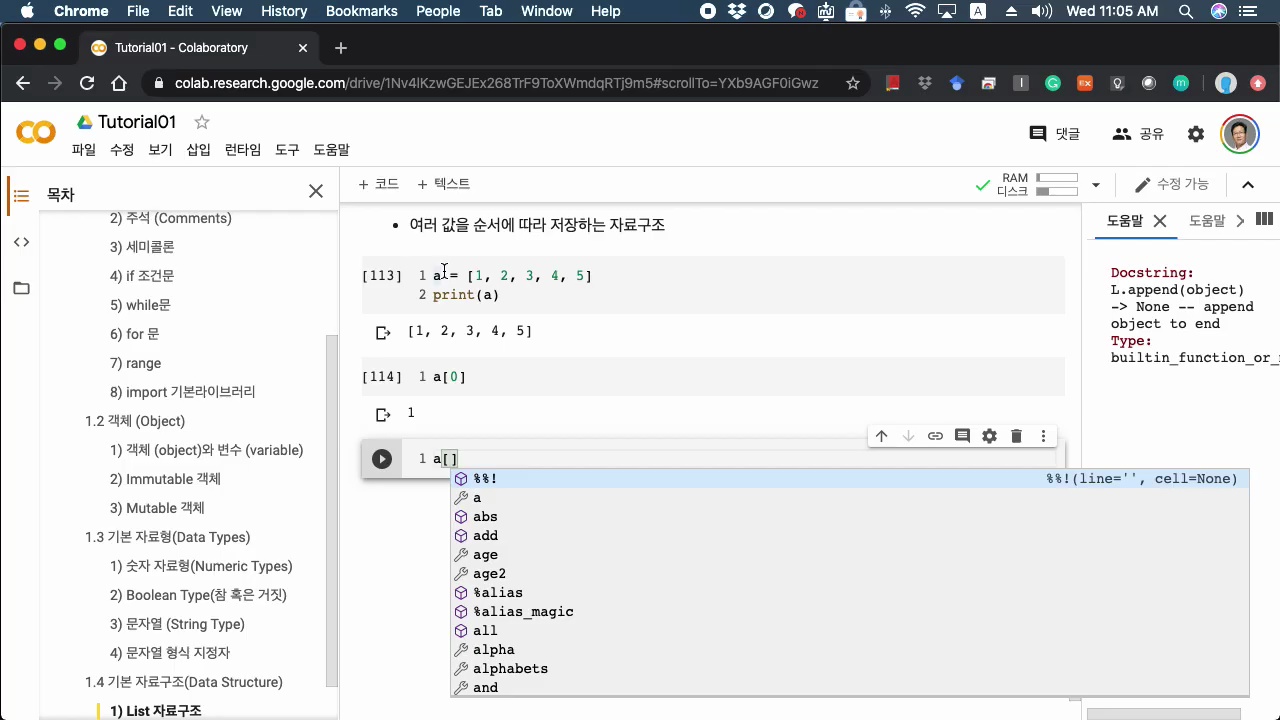 Chrome File Edit View History Bookmarks People Tab Window Help
A
Wed 11:05 AM
Tutorial01 - Colaboratory
colab.research.google.com/drive/1Nv4lKzwGEJEx268TrF9ToXWmdqRTj9m5#scrollTo=YXb9AGF0iGwz
Tutorial01
파일 수정 보기 삽입 런타임 도구 도움말
댓글 공유
목차
+ 코드 + 텍스트
RAM
디스크
수정 가능
2) 주석 (Comments)
3) 세미콜론
4) if 조건문
5) while문
6) for 문
7) range
8) import 기본라이브러리
1.2 객체 (Object)
1) 객체 (object)와 변수 (variable)
2) Immutable 객체
3) Mutable 객체
1.3 기본 자료형(Data Types)
1) 숫자 자료형(Numeric Types)
2) Boolean Type(참 혹은 거짓)
3) 문자열 (String Type)
4) 문자열 형식 지정자
1.4 기본 자료구조(Data Structure)
1) List 자료구조
• 여러 값을 순서에 따라 저장하는 자료구조
[113] 1 a = [1, 2, 3, 4, 5]
2 print(a)
[1, 2, 3, 4, 5]
[114] 1 a[0]
1
1 a[]
%%! %%!(line='', cell=None)
a
abs
add
age
age2
%alias
%alias_magic
all
alpha
alphabets
and
도움말 도움말
Docstring:
L.append(object)
-> None -- append
object to end
Type:
builtin_function_or_